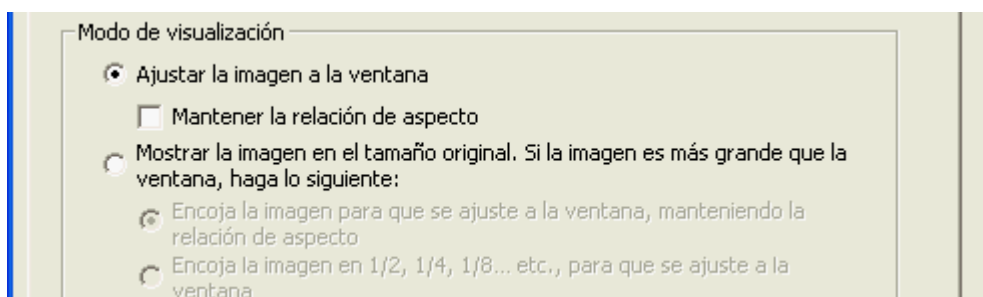 Modo de visualización
Ajustar la imagen a la ventana
Mantener la relación de aspecto
Mostrar la imagen en el tamaño original. Si la imagen es más grande que la
ventana, haga lo siguiente:
Encoja la imagen para que se ajuste a la ventana, manteniendo la
relación de aspecto
Encoja la imagen en 1/2, 1/4, 1/8... etc., para que se ajuste a la
ventana